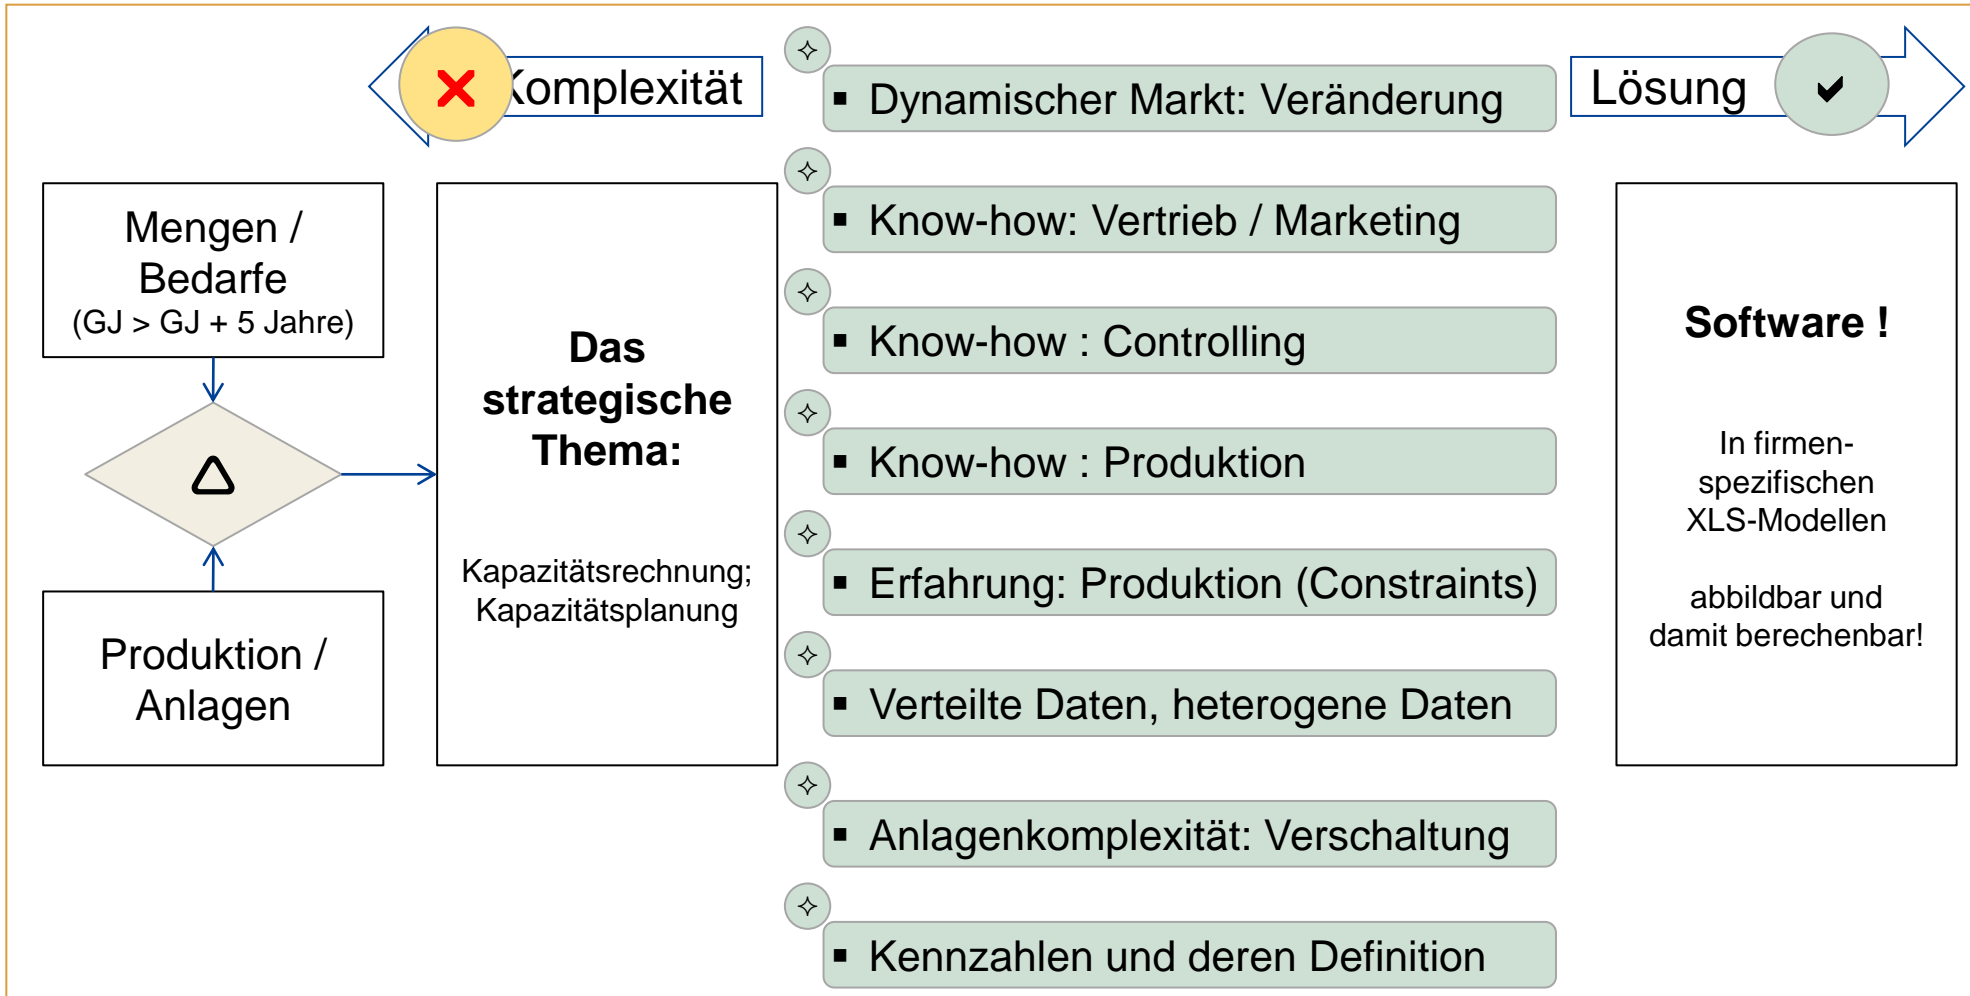 Komplexität
Mengen /
Bedarfe
(GJ > GJ + 5 Jahre)
Produktion /
Anlagen
Das
strategische
Thema:
Kapazitätsrechnung;
Kapazitätsplanung
▪ Dynamischer Markt: Veränderung
▪ Know-how: Vertrieb / Marketing
▪ Know-how : Controlling
▪ Know-how : Produktion
▪ Erfahrung: Produktion (Constraints)
▪ Verteilte Daten, heterogene Daten
▪ Anlagenkomplexität: Verschaltung
▪ Kennzahlen und deren Definition
Lösung
Software !
In firmen-
spezifischen
XLS-Modellen
abbildbar und
damit berechenbar!